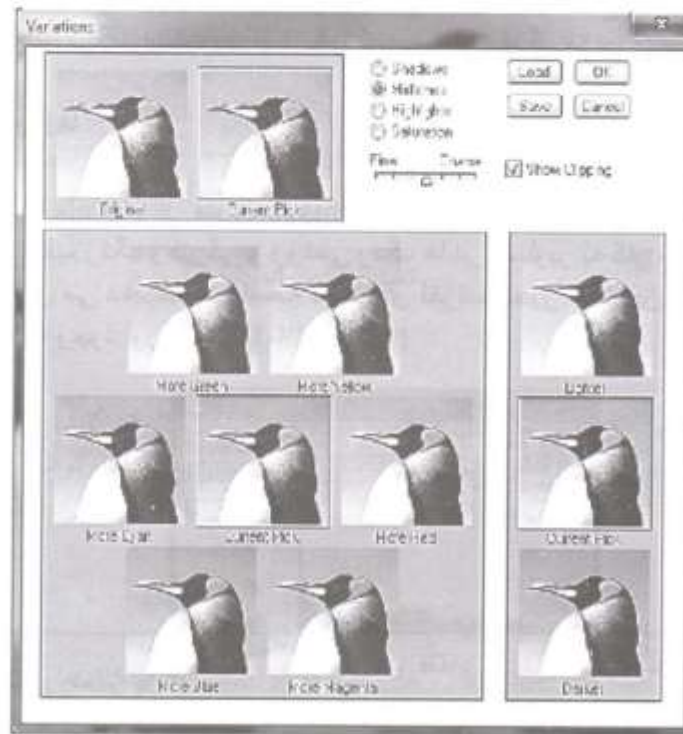 Variations
Shadows
Midtones
Highlights
Saturation
Load
OK
Save
Cancel
Fine
Coarse
Show Clipping
Original
Current Pick
More Green
More Yellow
Lighter
More Cyan
Current Pick
More Red
Current Pick
More Blue
More Magenta
Darker